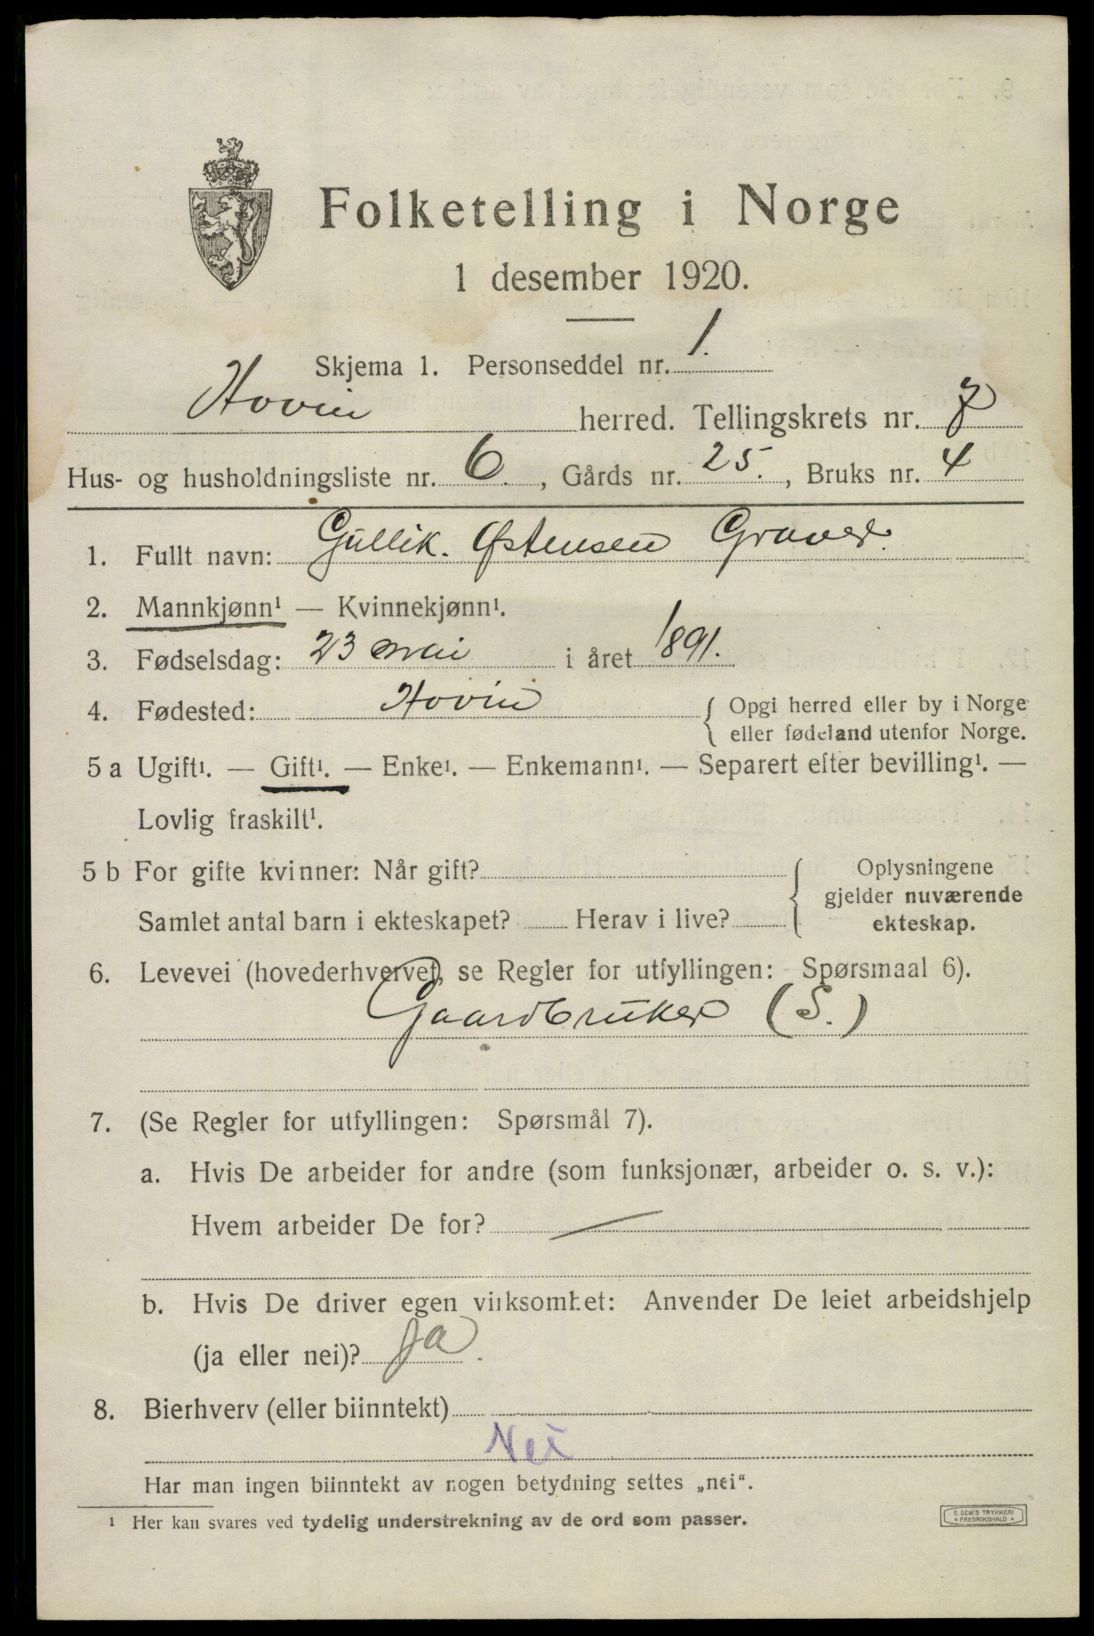 Folketelling i Norge
1 desember 1920.
Skjema 1. Personseddel nr. 1.
Hovin herred. Tellingskrets nr. 7
Hus- og husholdningsliste nr. 6. , Gårds nr. 25. , Bruks nr. 4
1. Fullt navn: Gullik. Østensen Graver.
2. Mannkjønn¹ — Kvinnekjønn¹.
3. Fødselsdag: 23 mai i året 1891.
4. Fødested: Hovin { Opgi herred eller by i Norge
eller fødeland utenfor Norge.
5 a Ugift¹. — Gift¹. — Enke¹. — Enkemann¹. — Separert efter bevilling¹. —
Lovlig fraskilt¹.
5 b For gifte kvinner: Når gift? { Oplysningene
gjelder nuværende
Samlet antal barn i ekteskapet? Herav i live? ekteskap.
6. Levevei (hovederhvervet, se Regler for utfyllingen: Spørsmaal 6).
Gaardbruker (S.)
7. (Se Regler for utfyllingen: Spørsmål 7).
a. Hvis De arbeider for andre (som funksjonær, arbeider o. s. v.):
Hvem arbeider De for? —
b. Hvis De driver egen virksomhet: Anvender De leiet arbeidshjelp
(ja eller nei)? Ja.
8. Bierhverv (eller biinntekt)
Nei
Har man ingen biinntekt av nogen betydning settes „nei“.
¹ Her kan svares ved tydelig understrekning av de ord som passer.
E. SEM'S TRYKKERI
• FREDRIKSHALD •